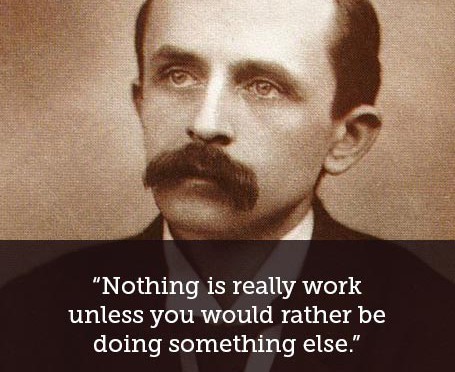 “Nothing is really work
unless you would rather be
doing something else.”